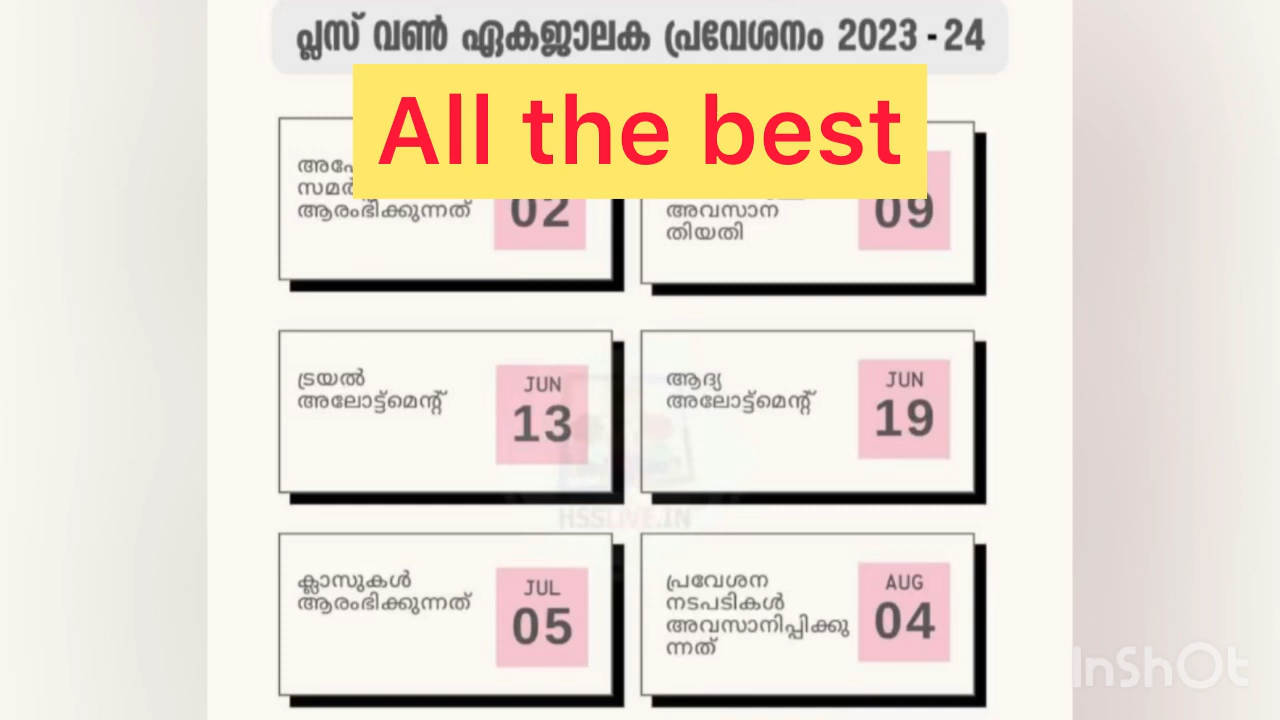 പ്ലസ് വൺ ഏകജാലക പ്രവേശനം 2023 - 24
All the best
ആരംഭിക്കുന്നത്
02
അവസാന
തിയതി
09
ട്രയൽ
അലോട്ട്മെന്റ്
JUN
13
ആദ്യ
അലോട്ട്മെന്റ്
JUN
19
HSSLIVE.IN
ക്ലാസുകൾ
ആരംഭിക്കുന്നത്
JUL
05
പ്രവേശന
നടപടികൾ
അവസാനിപ്പിക്കു
ന്നത്
AUG
04
InShOt